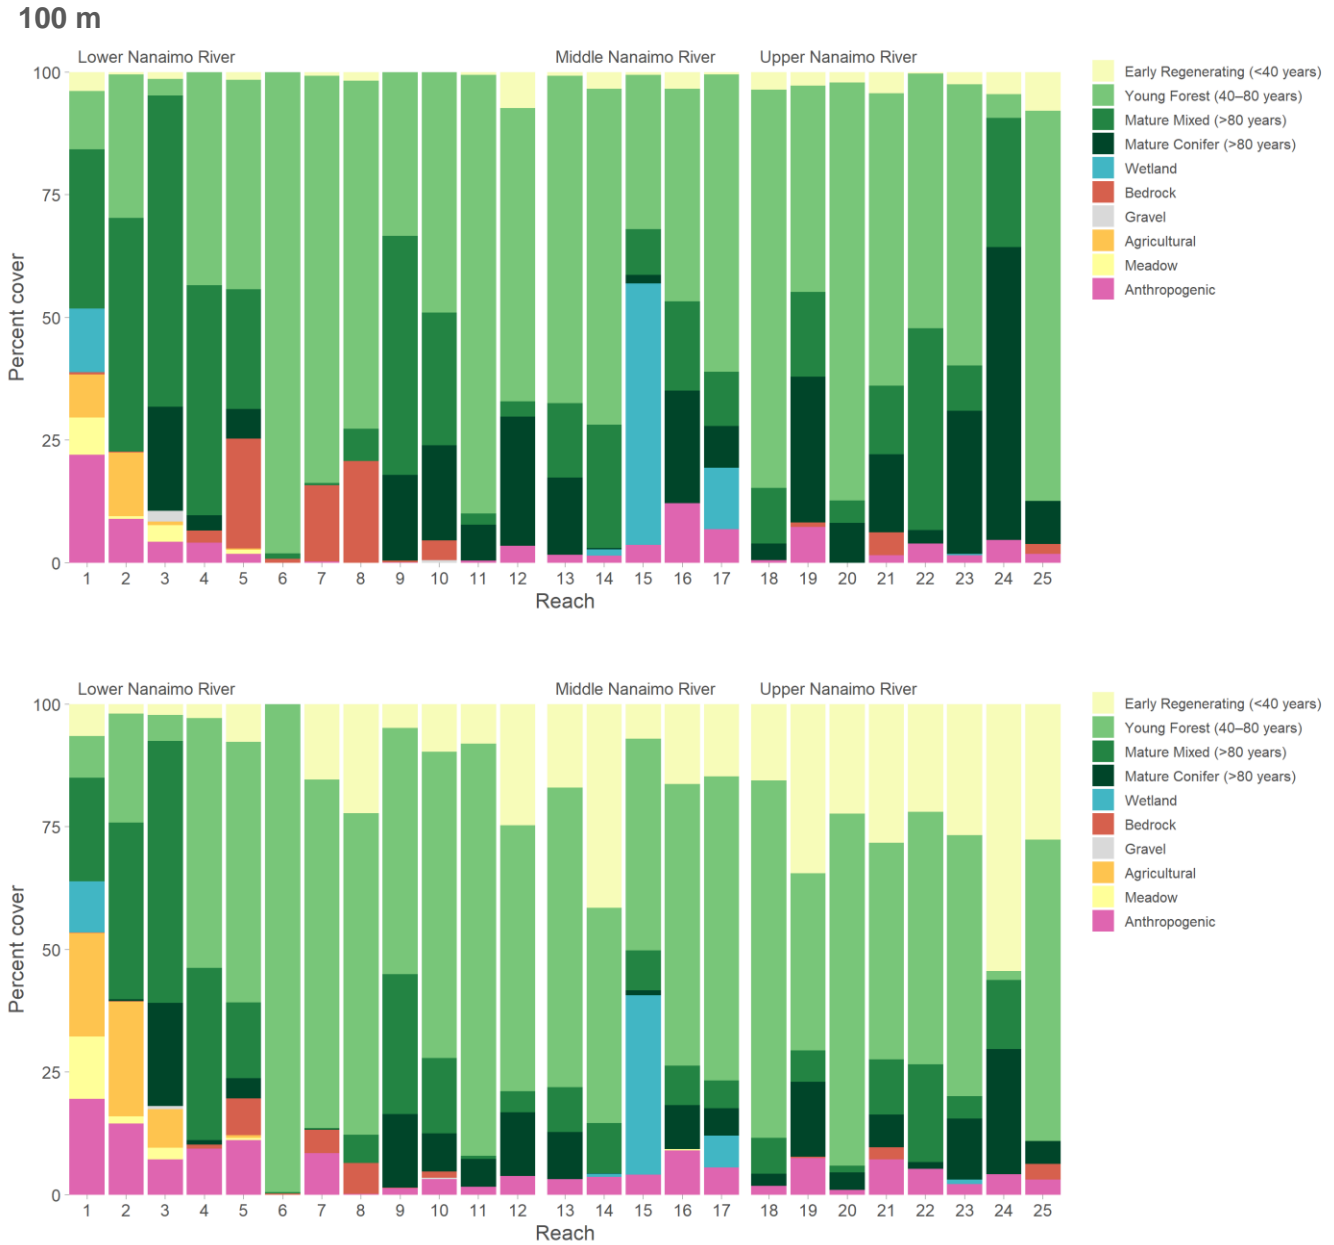 100 m
Lower Nanaimo River Middle Nanaimo River Upper Nanaimo River
100
75
50
25
0
Percent cover
1 2 3 4 5 6 7 8 9 10 11 12 13 14 15 16 17 18 19 20 21 22 23 24 25
Reach
Early Regenerating (<40 years)
Young Forest (40–80 years)
Mature Mixed (>80 years)
Mature Conifer (>80 years)
Wetland
Bedrock
Gravel
Agricultural
Meadow
Anthropogenic
Lower Nanaimo River Middle Nanaimo River Upper Nanaimo River
100
75
50
25
0
Percent cover
1 2 3 4 5 6 7 8 9 10 11 12 13 14 15 16 17 18 19 20 21 22 23 24 25
Reach
Early Regenerating (<40 years)
Young Forest (40–80 years)
Mature Mixed (>80 years)
Mature Conifer (>80 years)
Wetland
Bedrock
Gravel
Agricultural
Meadow
Anthropogenic